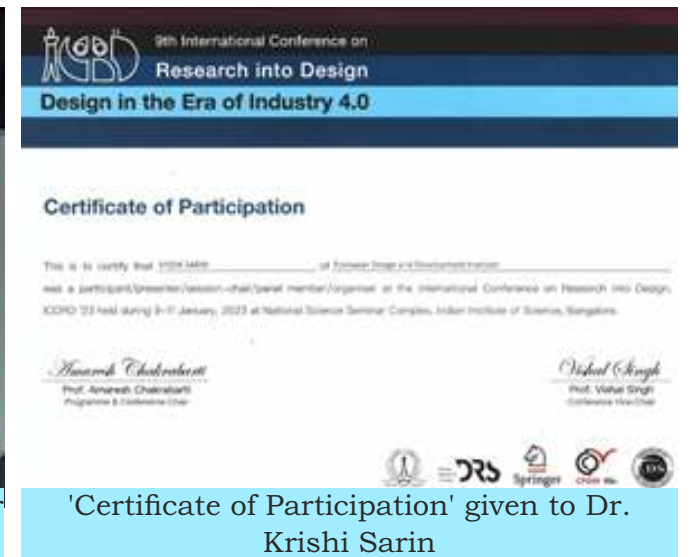 ICORD
9th International Conference on
Research into Design
Design in the Era of Industry 4.0
Certificate of Participation
This is to certify that KRISHI SARIN of
was a participant/presenter/session-chair/panel member/organiser at the International Conference on Research into Design,
ICORD '23 held during 9-11 January, 2023 at National Science Seminar Complex, Indian Institute of Science, Bangalore.
Amaresh Chakrabarti
Vishal Singh
Prof. Amaresh Chakrabarti
Prof. Vishal Singh
Programme & Conference Chair
Conference Vice-Chair
DRS
Springer
'Certificate of Participation' given to Dr.
Krishi Sarin